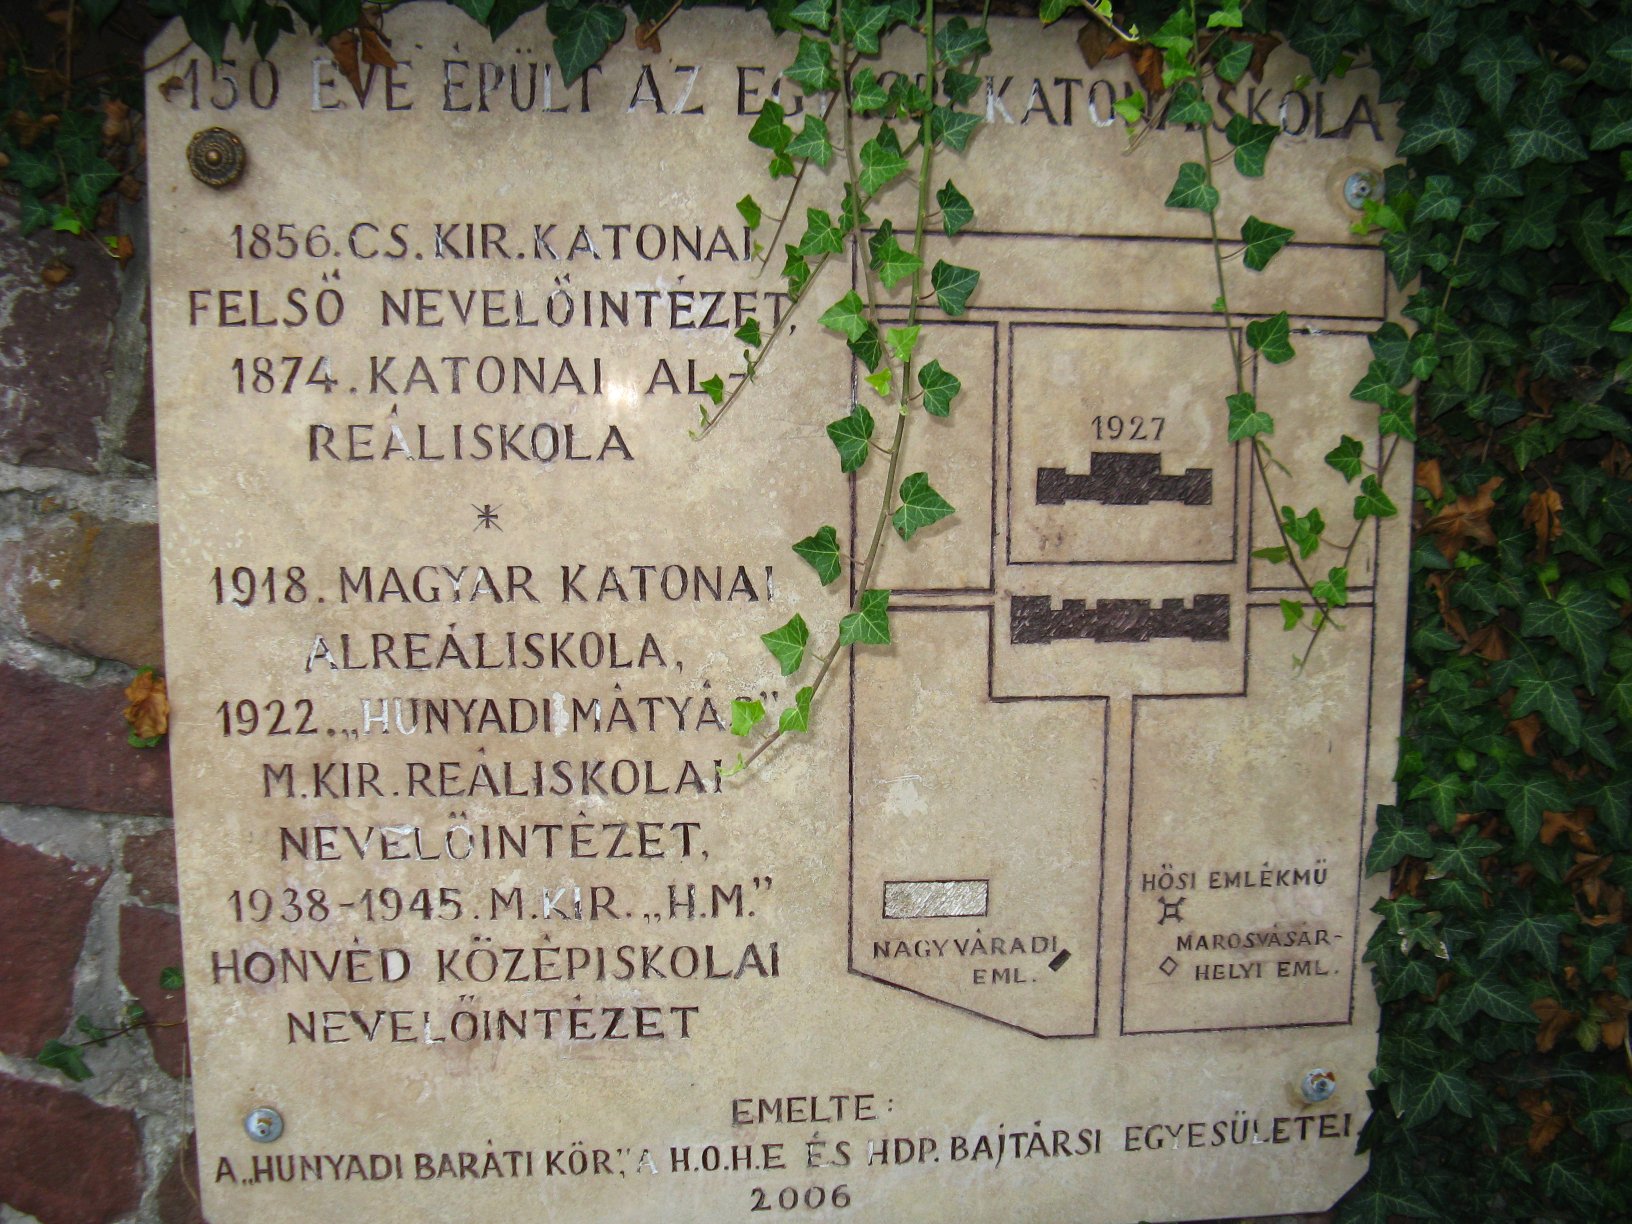 150 ÉVE ÉPÜLT AZ KATONAISKOLA
1856.CS.KIR.KATONAI
FELSŐ NEVELŐINTÉZET,
1874.KATONAI AL-
REÁLISKOLA
*
1918.MAGYAR KATONAI
ALREÁLISKOLA,
1922.„HUNYADI MÁTYÁS”
M.KIR.REÁLISKOLAI
NEVELŐINTÉZET,
1938-1945.M.KIR.„H.M.”
HONVÉD KÖZÉPISKOLAI
NEVELŐINTÉZET
1927
HŐSI EMLÉKMŰ
NAGYVÁRADI
EML.
MAROSVÁSÁR-
HELYI EML.
EMELTE:
A „HUNYADI BARÁTI KÖR”, A H.O.H.E ÉS HDP. BAJTÁRSI EGYESÜLETEI.
2006